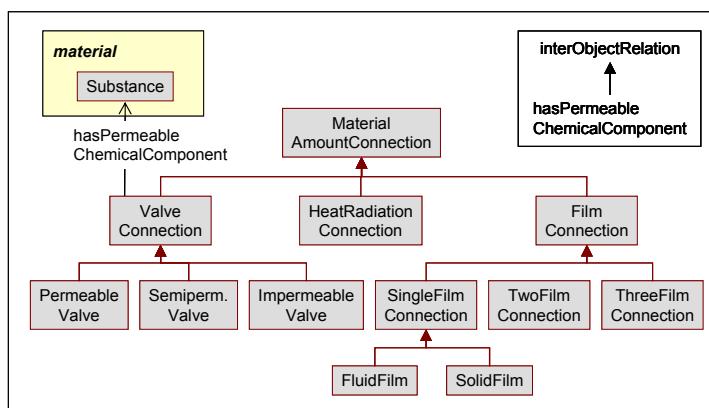 material
Substance
interObjectRelation
hasPermeable
ChemicalComponent
hasPermeable
ChemicalComponent
Material
AmountConnection
Valve
Connection
HeatRadiation
Connection
Film
Connection
Permeable
Valve
Semiperm.
Valve
Impermeable
Valve
SingleFilm
Connection
TwoFilm
Connection
ThreeFilm
Connection
FluidFilm
SolidFilm